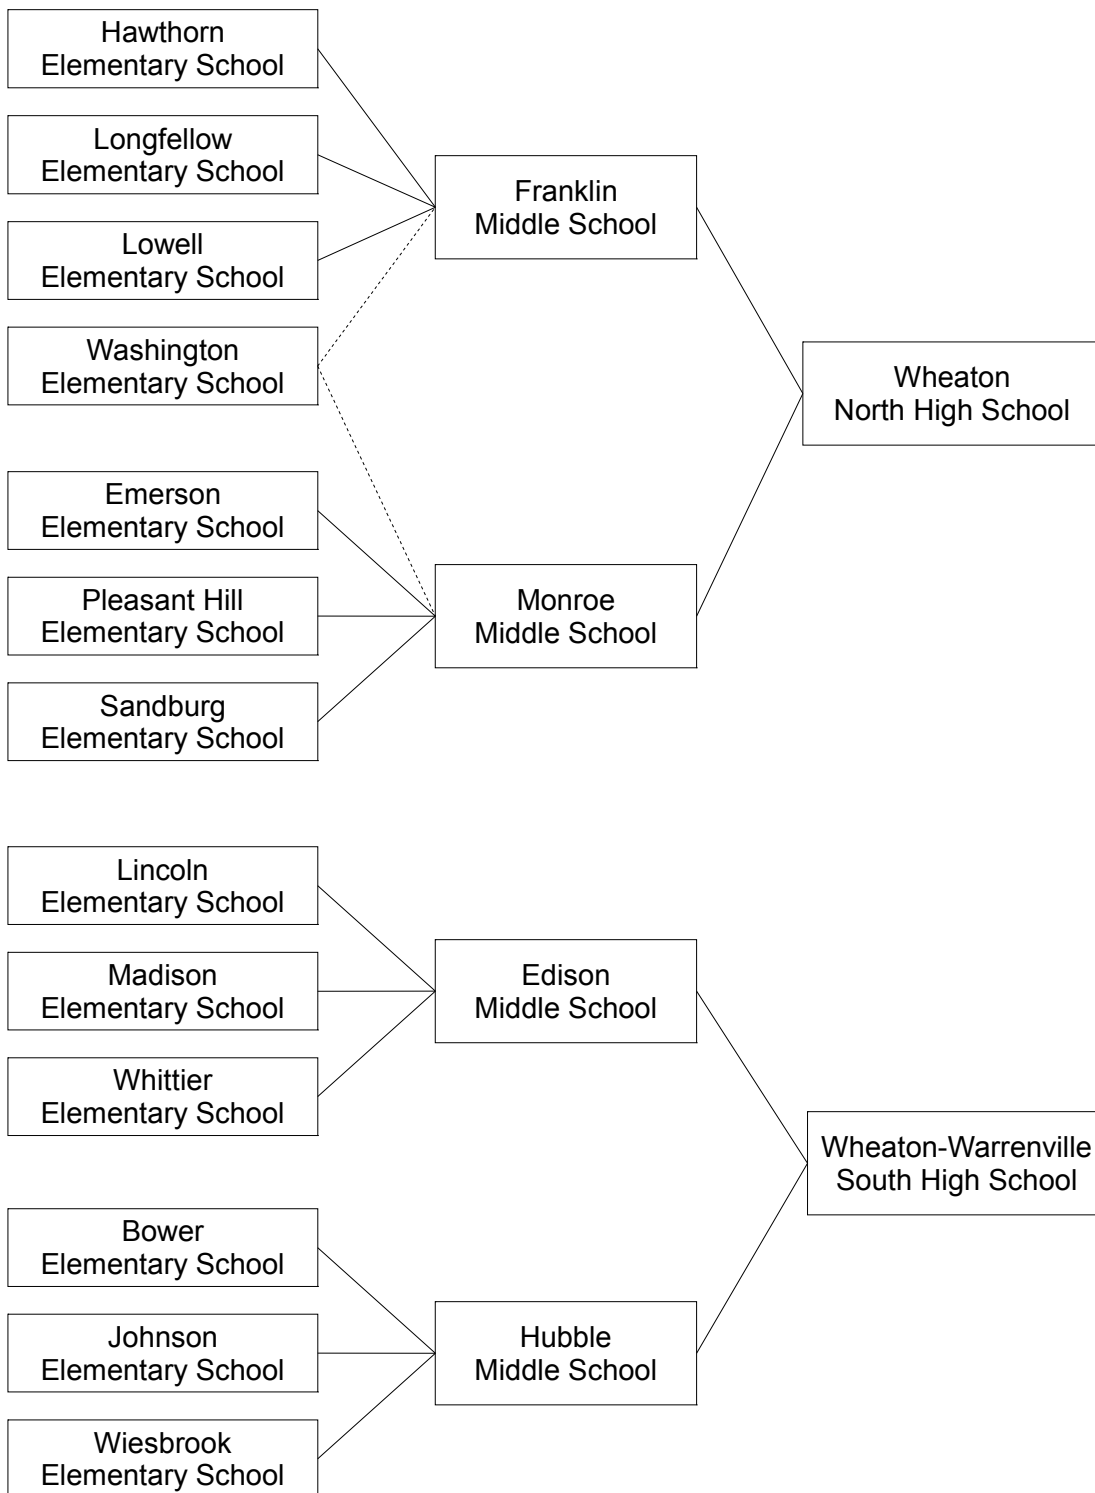 Hawthorn
Elementary School
Longfellow
Elementary School
Lowell
Elementary School
Washington
Elementary School
Emerson
Elementary School
Pleasant Hill
Elementary School
Sandburg
Elementary School
Lincoln
Elementary School
Madison
Elementary School
Whittier
Elementary School
Bower
Elementary School
Johnson
Elementary School
Wiesbrook
Elementary School
Franklin
Middle School
Monroe
Middle School
Edison
Middle School
Hubble
Middle School
Wheaton
North High School
Wheaton-Warrenville
South High School